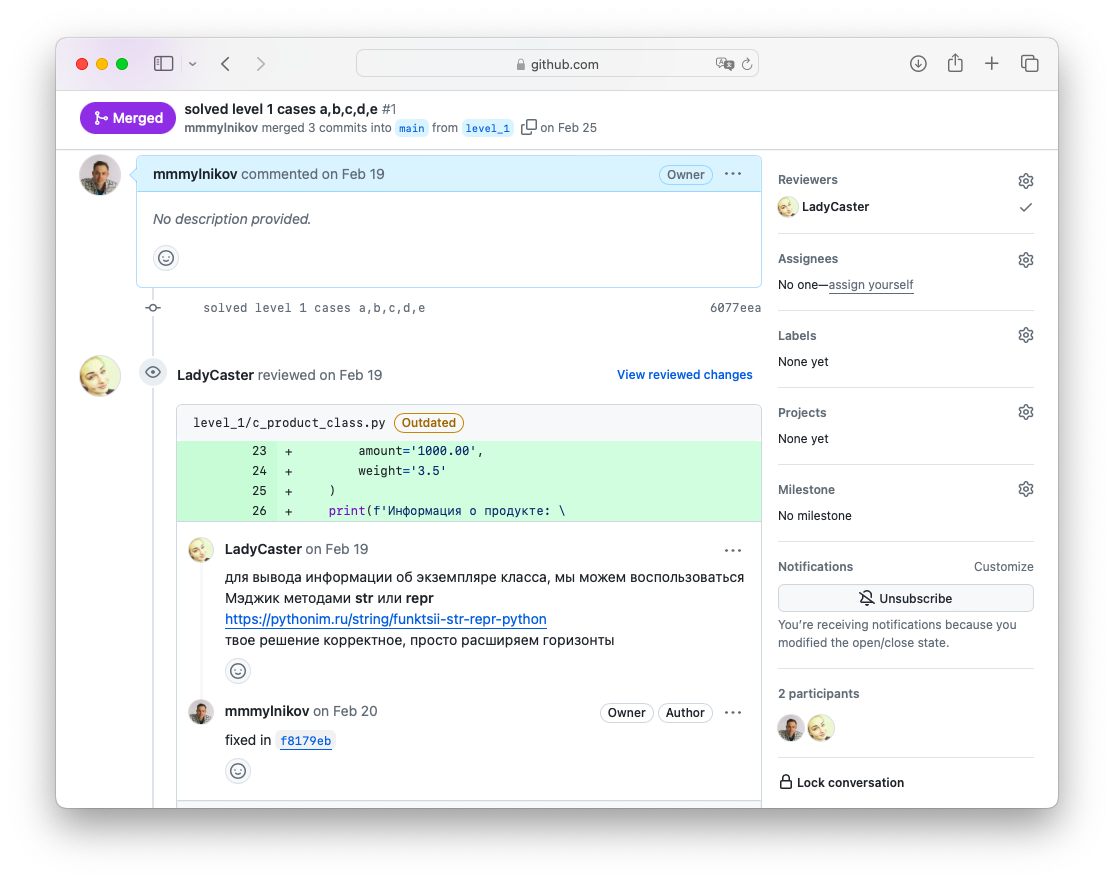 github.com
Merged
solved level 1 cases a,b,c,d,e #1
mmmylnikov merged 3 commits into main from level_1 on Feb 25
mmmylnikov commented on Feb 19
Owner
No description provided.
solved level 1 cases a,b,c,d,e
6077eea
LadyCaster reviewed on Feb 19
View reviewed changes
level_1/c_product_class.py
Outdated
23 + amount='1000.00',
24 + weight='3.5'
25 + )
26 + print(f'Информация о продукте: \
LadyCaster on Feb 19
для вывода информации об экземпляре класса, мы можем воспользоваться
Мэджик методами str или repr
https://pythonim.ru/string/funktsii-str-repr-python
твое решение корректное, просто расширяем горизонты
mmmylnikov on Feb 20
Owner
Author
fixed in f8179eb
Reviewers
LadyCaster
Assignees
No one—assign yourself
Labels
None yet
Projects
None yet
Milestone
No milestone
Notifications
Customize
Unsubscribe
You’re receiving notifications because you
modified the open/close state.
2 participants
Lock conversation